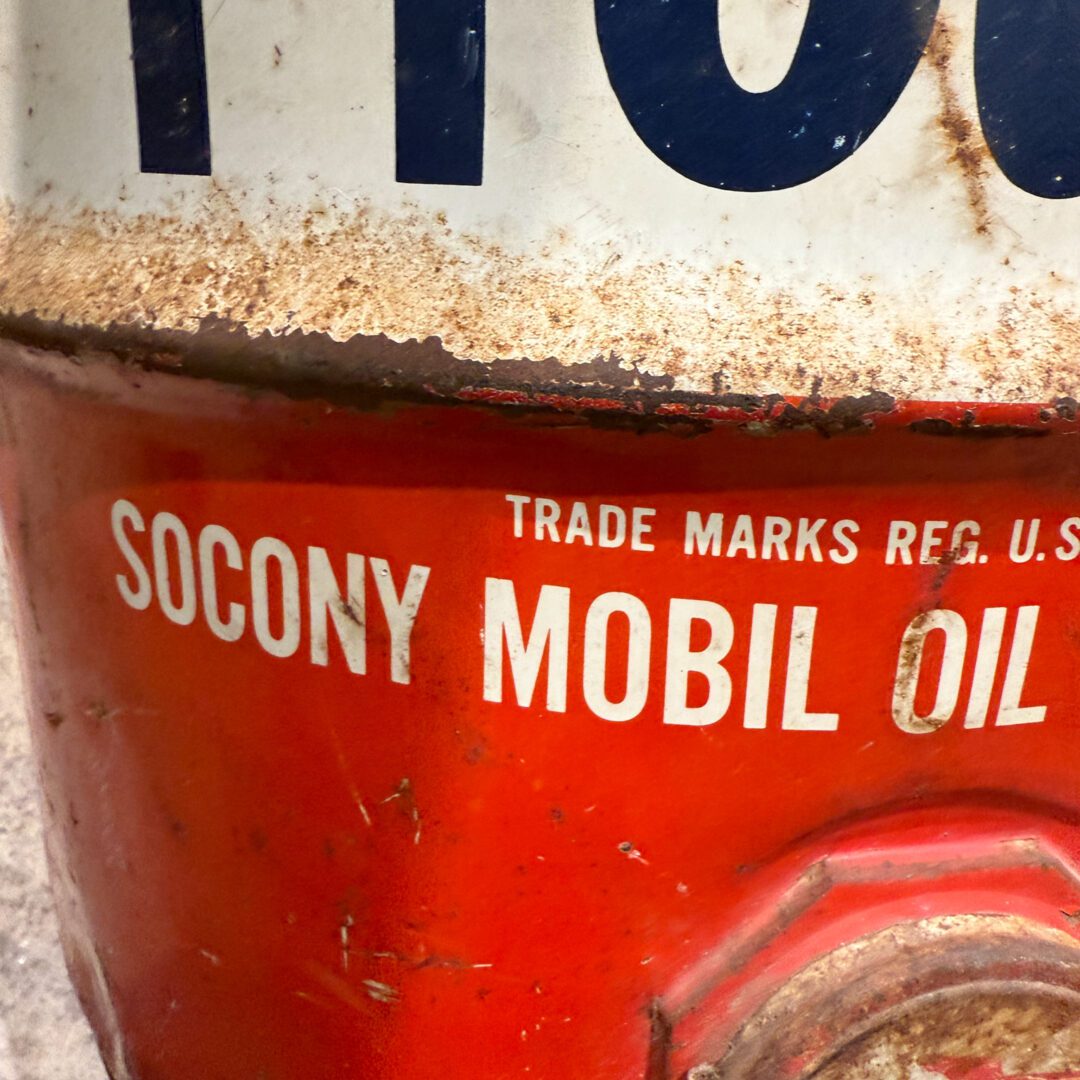 TRADE MARKS REG. U.S
SOCONY MOBIL OIL